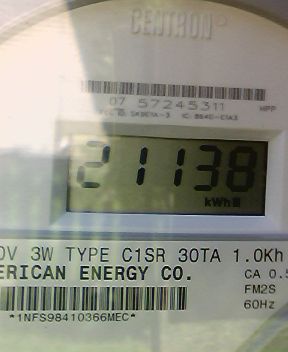 CENTRON
07 57245311 MPP
21138
kWh
0V 3W TYPE C1SR 30TA 1.0Kh
ERICAN ENERGY CO. CA 0.5
FM2S
60Hz
*1NFS98410366MEC*